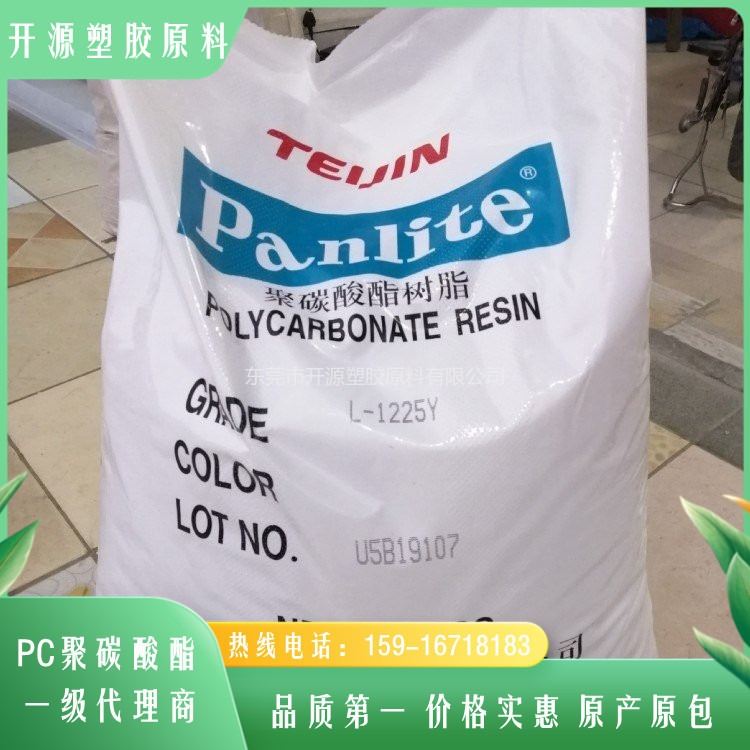 开源塑胶原料
TEIJIN
Panlite®
聚碳酸酯树脂
POLYCARBONATE RESIN
东莞市开源塑胶原料有限公司
GRADE L-1225Y
COLOR
LOT NO. U5B19107
司
PC聚碳酸酯
一级代理商
热线电话：159-16718183
品质第一 价格实惠 原产原包